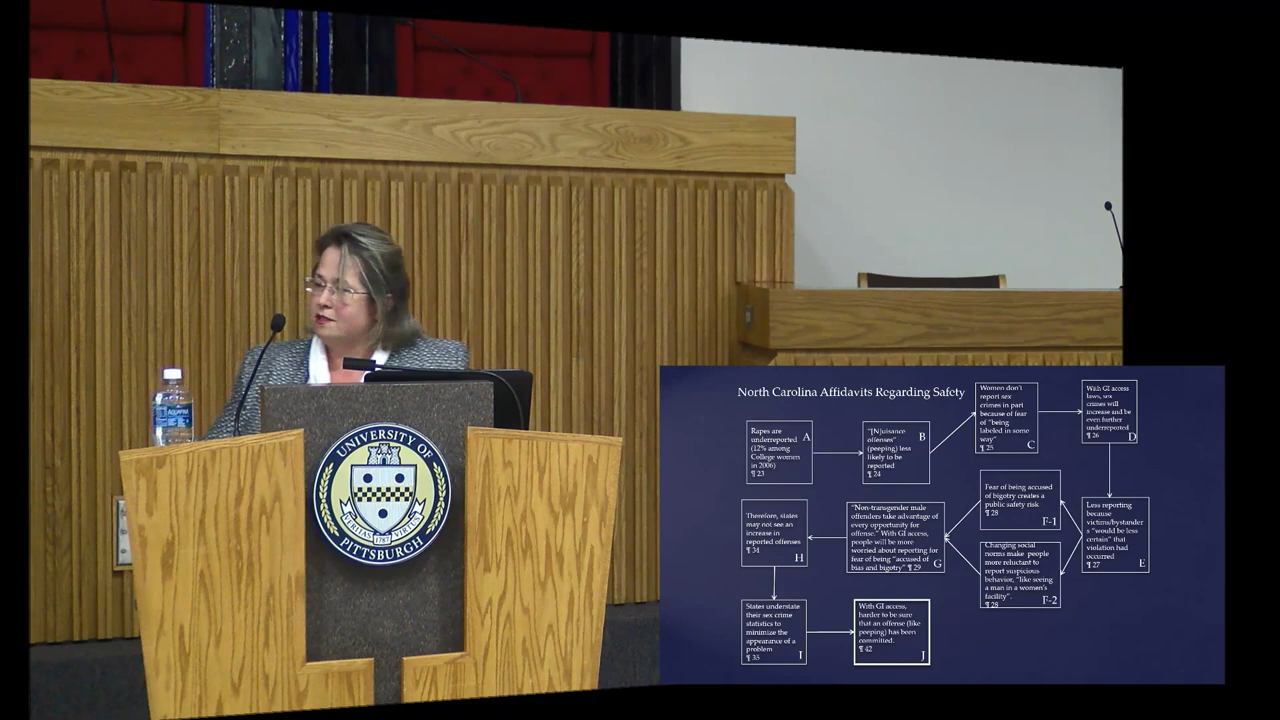 North Carolina Affidavits Regarding Safety
Rapes are
underreported
(12% among
College women
in 2006)
¶ 23
A
"[N]uisance
offenses"
(peeping) less
likely to be
reported
¶ 24
B
Women don't
report sex
crimes in part
because of fear
of "being
labeled in some
way"
¶ 25
C
With GI access
laws, sex
crimes will
increase and be
even further
underreported
¶ 26
D
Less reporting
because
victims/bystander
s "would be less
certain" that
violation had
occurred
¶ 27
E
Fear of being accused
of bigotry creates a
public safety risk
¶ 28
F-1
Changing social
norms make people
more reluctant to
report suspicious
behavior, "like seeing
a man in a women's
facility".
¶ 28
F-2
"Non-transgender male
offenders take advantage of
every opportunity for
offense." With GI access,
people will be more
worried about reporting for
fear of being "accused of
bias and bigotry" ¶ 29
G
Therefore, states
may not see an
increase in
reported offenses
¶ 34
H
States understate
their sex crime
statistics to
minimize the
appearance of a
problem
¶ 35
I
With GI access,
harder to be sure
that an offense (like
peeping) has been
committed.
¶ 42
J
UNIVERSITY OF
PITTSBURGH
1787
AQUAFINA